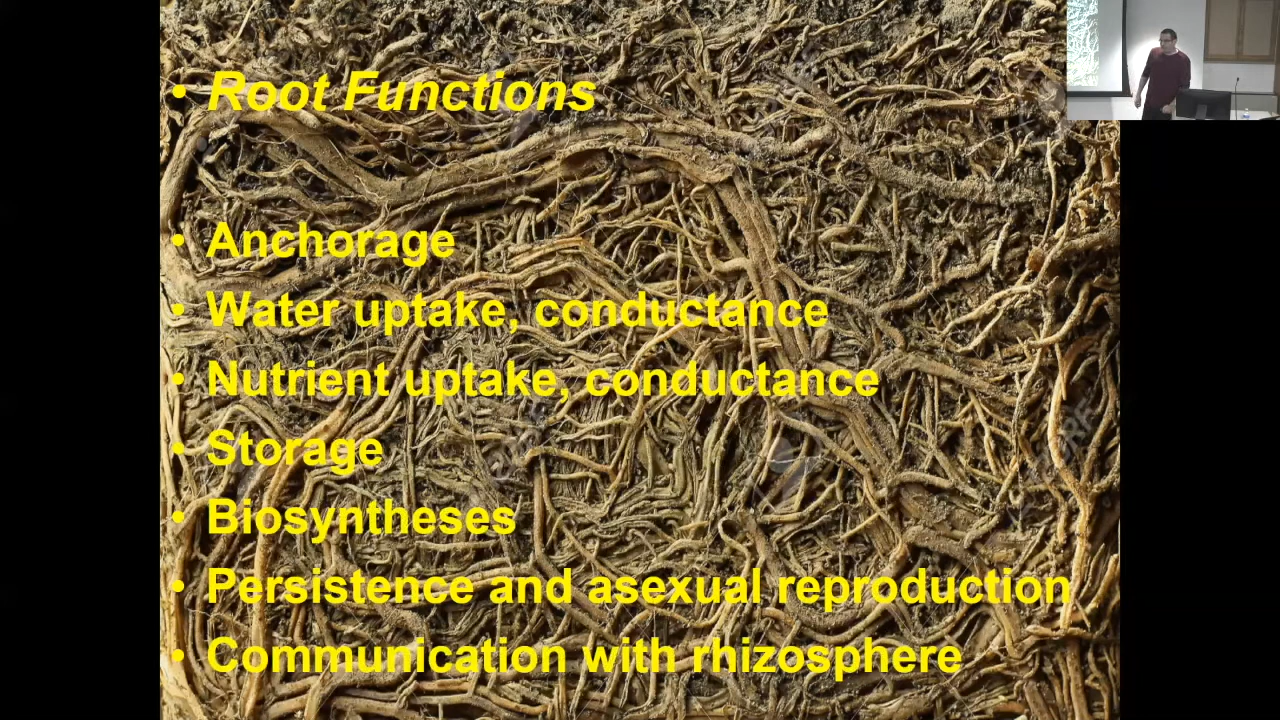 • Root Functions
• Anchorage
• Water uptake, conductance
• Nutrient uptake, conductance
• Storage
• Biosyntheses
• Persistence and asexual reproduction
• Communication with rhizosphere